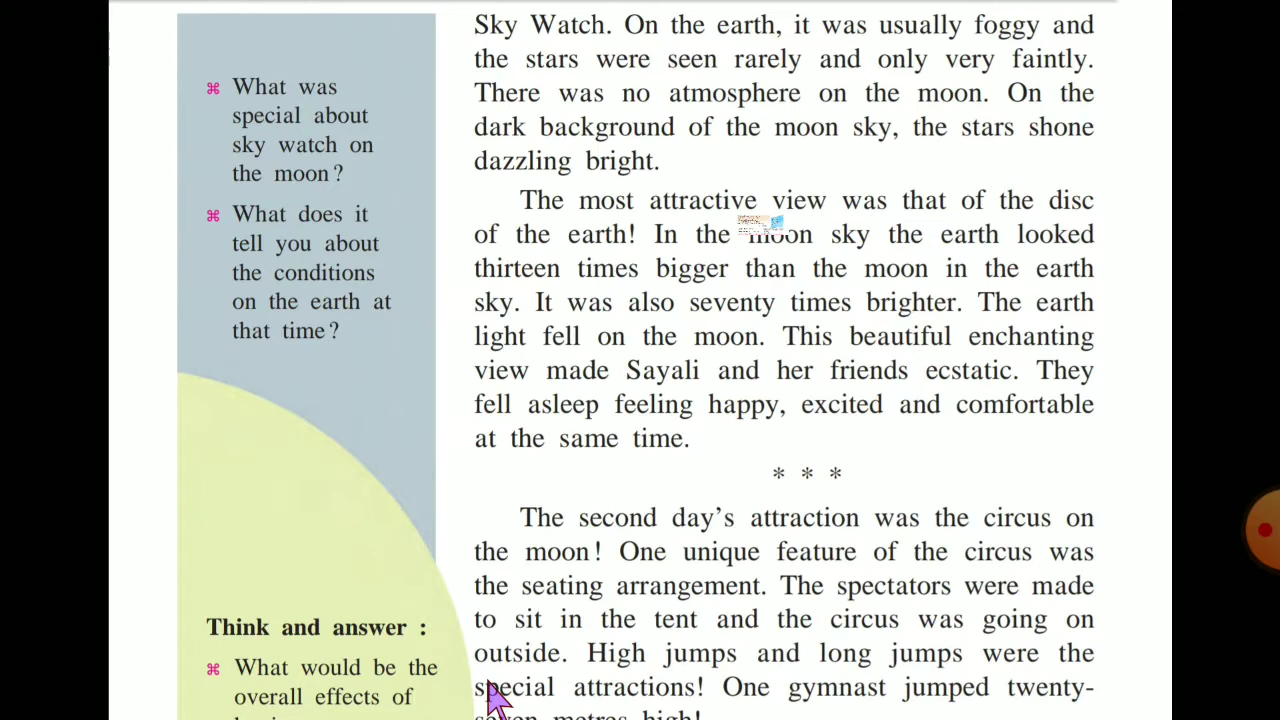 ⌘ What was
special about
sky watch on
the moon?
⌘ What does it
tell you about
the conditions
on the earth at
that time?
Think and answer :
⌘ What would be the
overall effects of
Sky Watch. On the earth, it was usually foggy and
the stars were seen rarely and only very faintly.
There was no atmosphere on the moon. On the
dark background of the moon sky, the stars shone
dazzling bright.
The most attractive view was that of the disc
of the earth! In the moon sky the earth looked
thirteen times bigger than the moon in the earth
sky. It was also seventy times brighter. The earth
light fell on the moon. This beautiful enchanting
view made Sayali and her friends ecstatic. They
fell asleep feeling happy, excited and comfortable
at the same time.
* * *
The second day's attraction was the circus on
the moon! One unique feature of the circus was
the seating arrangement. The spectators were made
to sit in the tent and the circus was going on
outside. High jumps and long jumps were the
special attractions! One gymnast jumped twenty-
seven metres high!